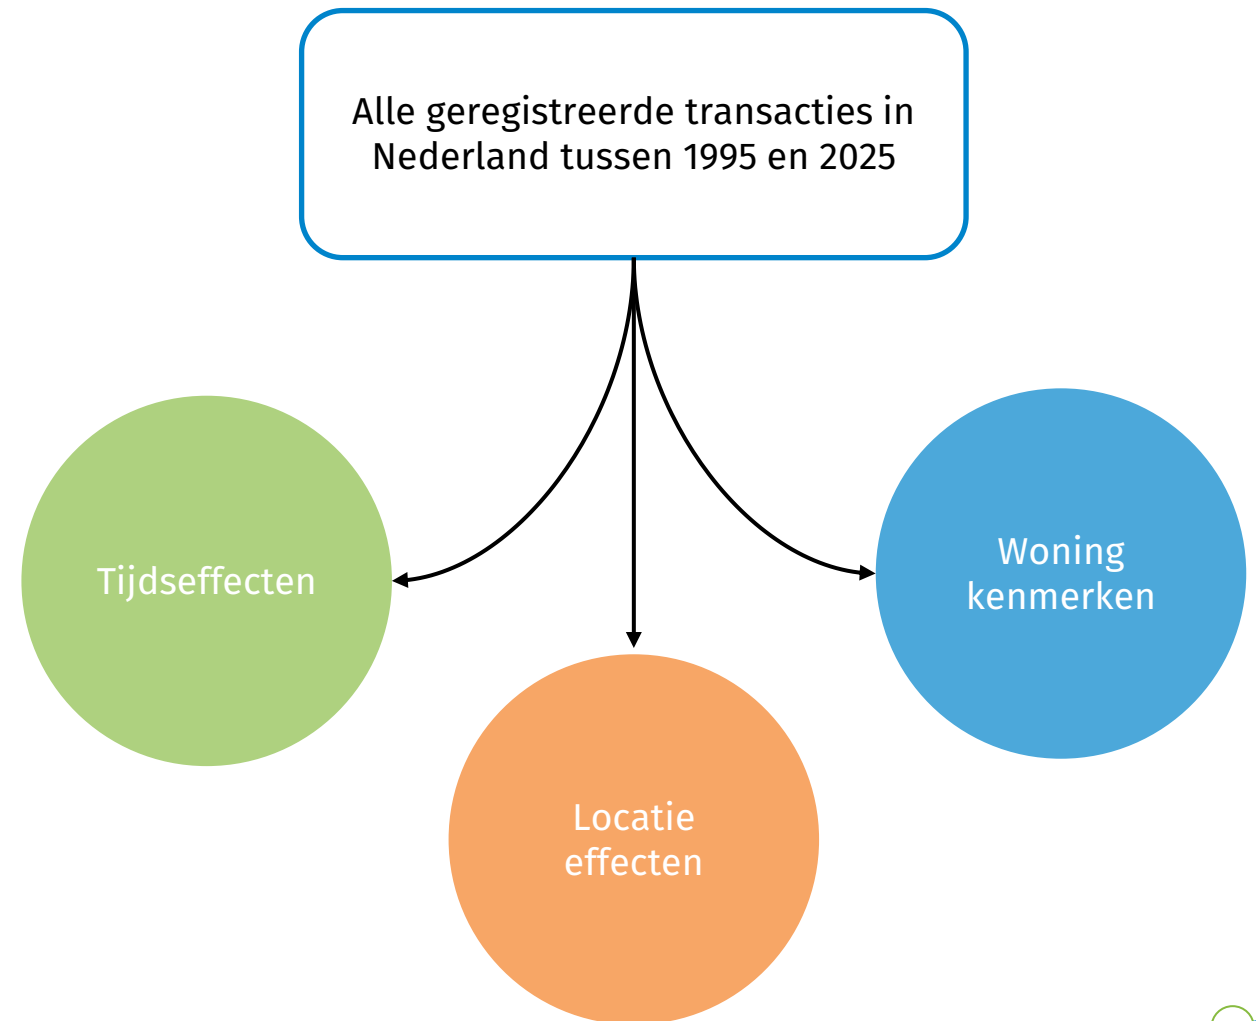 Alle geregistreerde transacties in
Nederland tussen 1995 en 2025
Tijdseffecten
Woning
kenmerken
Locatie
effecten